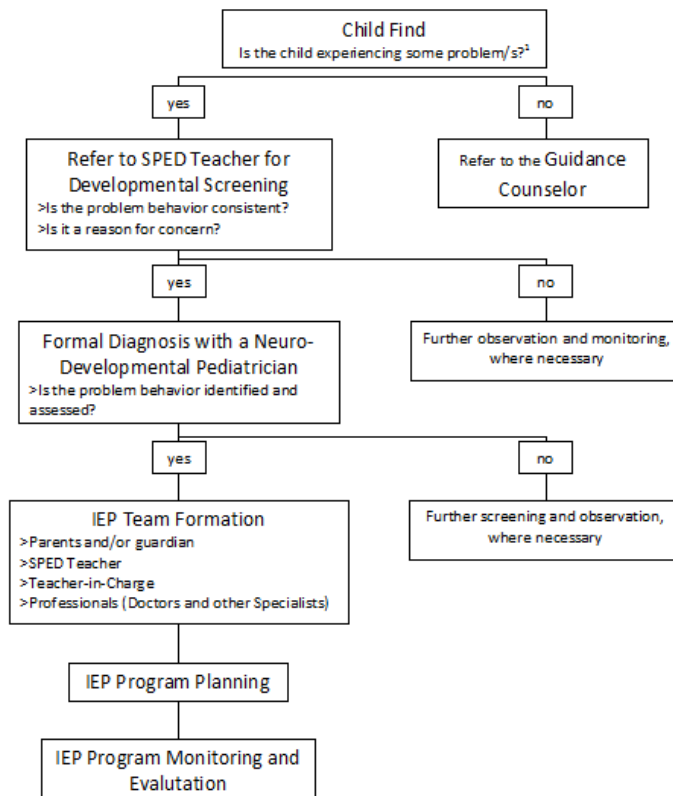 Child Find
Is the child experiencing some problem/s?¹
yes
no
Refer to SPED Teacher for
Developmental Screening
>Is the problem behavior consistent?
>Is it a reason for concern?
Refer to the Guidance
Counselor
yes
no
Formal Diagnosis with a Neuro-
Developmental Pediatrician
>Is the problem behavior identified and
assessed?
Further observation and monitoring,
where necessary
yes
no
IEP Team Formation
>Parents and/or guardian
>SPED Teacher
>Teacher-in-Charge
>Professionals (Doctors and other Specialists)
Further screening and observation,
where necessary
IEP Program Planning
IEP Program Monitoring and
Evalutation